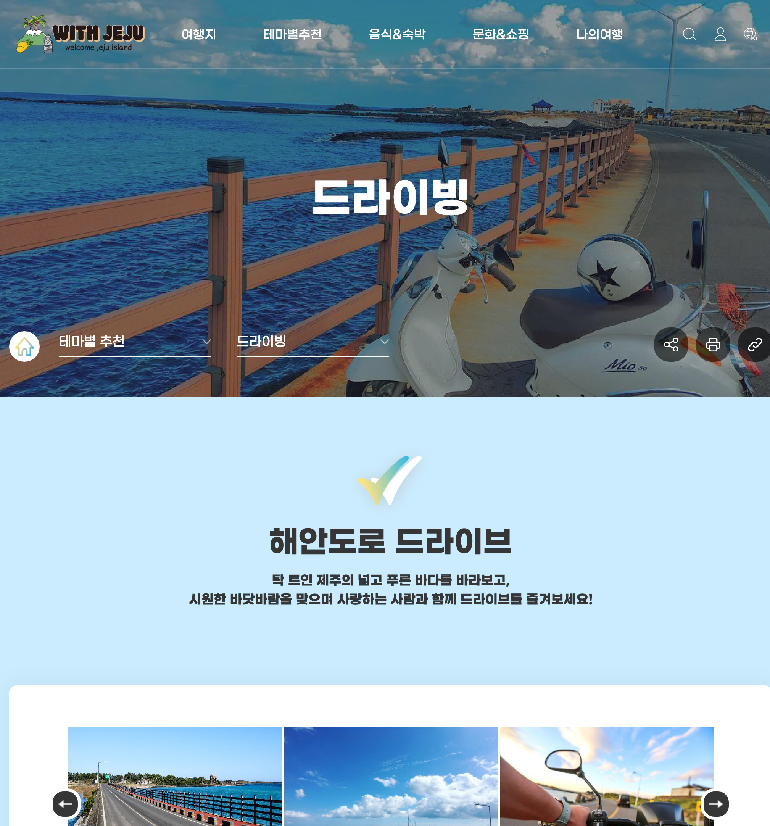 WITH JEJU
welcome jeju island
여행지
테마별추천
음식&숙박
문화&쇼핑
나의여행
드라이빙
테마별 추천
드라이빙
Mio 50
해안도로 드라이브
탁 트인 제주의 넓고 푸른 바다를 바라보고,
시원한 바닷바람을 맞으며 사랑하는 사람과 함께 드라이브를 즐겨보세요!